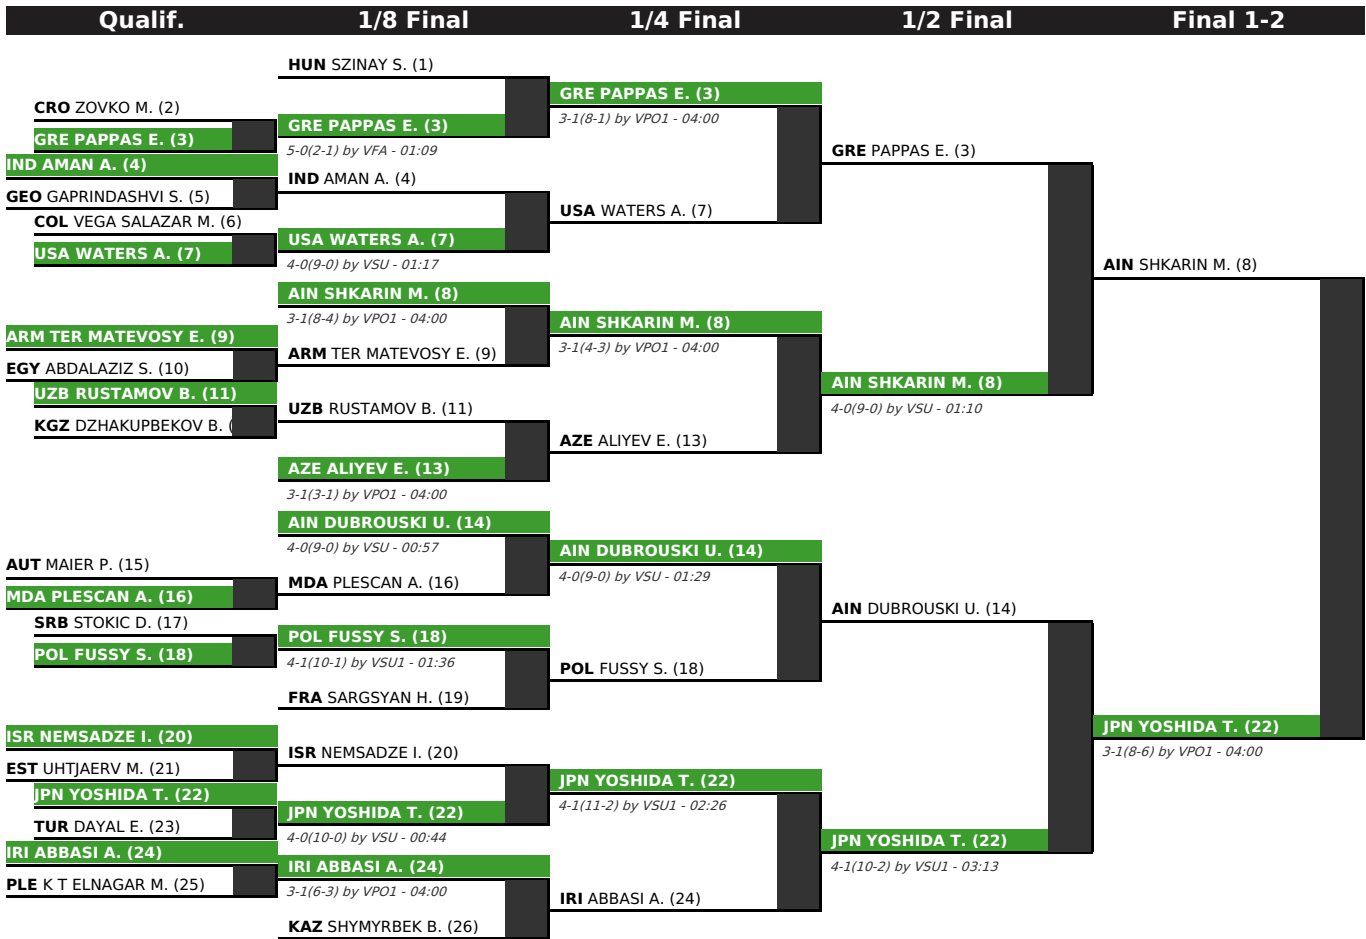 Qualif.
1/8 Final
1/4 Final
1/2 Final
Final 1-2
CRO ZOVKO M. (2)
GRE PAPPAS E. (3)
IND AMAN A. (4)
GEO GAPRINDASHVI S. (5)
COL VEGA SALAZAR M. (6)
USA WATERS A. (7)
ARM TER MATEVOSY E. (9)
EGY ABDALAZIZ S. (10)
UZB RUSTAMOV B. (11)
KGZ DZHAKUPBEKOV B. (
AUT MAIER P. (15)
MDA PLESCAN A. (16)
SRB STOKIC D. (17)
POL FUSSY S. (18)
ISR NEMSADZE I. (20)
EST UHTJAERV M. (21)
JPN YOSHIDA T. (22)
TUR DAYAL E. (23)
IRI ABBASI A. (24)
PLE K T ELNAGAR M. (25)
HUN SZINAY S. (1)
GRE PAPPAS E. (3)
5-0(2-1) by VFA - 01:09
IND AMAN A. (4)
USA WATERS A. (7)
4-0(9-0) by VSU - 01:17
AIN SHKARIN M. (8)
3-1(8-4) by VPO1 - 04:00
ARM TER MATEVOSY E. (9)
UZB RUSTAMOV B. (11)
AZE ALIYEV E. (13)
3-1(3-1) by VPO1 - 04:00
AIN DUBROUSKI U. (14)
4-0(9-0) by VSU - 00:57
MDA PLESCAN A. (16)
POL FUSSY S. (18)
4-1(10-1) by VSU1 - 01:36
FRA SARGSYAN H. (19)
ISR NEMSADZE I. (20)
JPN YOSHIDA T. (22)
4-0(10-0) by VSU - 00:44
IRI ABBASI A. (24)
3-1(6-3) by VPO1 - 04:00
KAZ SHYMYRBEK B. (26)
GRE PAPPAS E. (3)
3-1(8-1) by VPO1 - 04:00
USA WATERS A. (7)
AIN SHKARIN M. (8)
3-1(4-3) by VPO1 - 04:00
AZE ALIYEV E. (13)
AIN DUBROUSKI U. (14)
4-0(9-0) by VSU - 01:29
POL FUSSY S. (18)
JPN YOSHIDA T. (22)
4-1(11-2) by VSU1 - 02:26
IRI ABBASI A. (24)
GRE PAPPAS E. (3)
AIN SHKARIN M. (8)
4-0(9-0) by VSU - 01:10
AIN DUBROUSKI U. (14)
JPN YOSHIDA T. (22)
4-1(10-2) by VSU1 - 03:13
AIN SHKARIN M. (8)
JPN YOSHIDA T. (22)
3-1(8-6) by VPO1 - 04:00